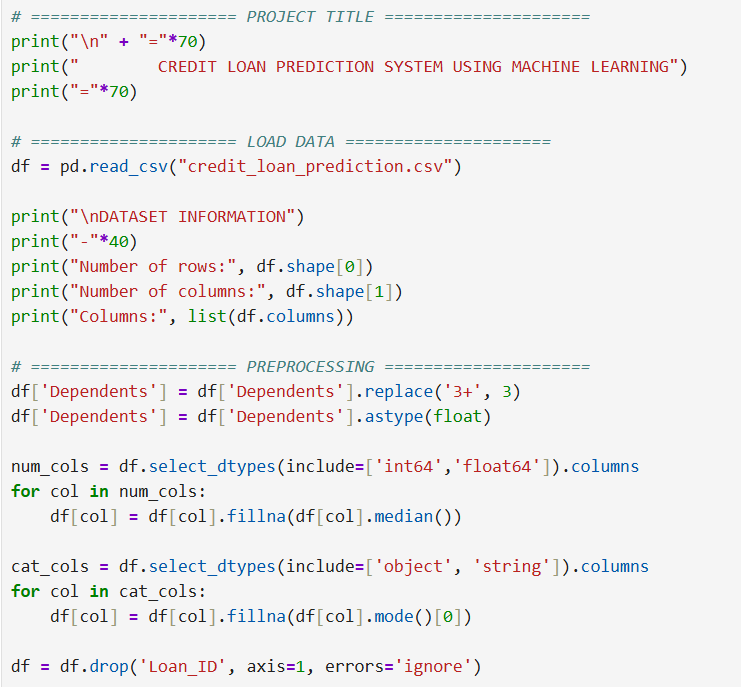 # ===================== PROJECT TITLE =====================
print("\n" + "="*70)
print("        CREDIT LOAN PREDICTION SYSTEM USING MACHINE LEARNING")
print("="*70)
# ===================== LOAD DATA =====================
df = pd.read_csv("credit_loan_prediction.csv")
print("\nDATASET INFORMATION")
print("-"*40)
print("Number of rows:", df.shape[0])
print("Number of columns:", df.shape[1])
print("Columns:", list(df.columns))
# ===================== PREPROCESSING =====================
df['Dependents'] = df['Dependents'].replace('3+', 3)
df['Dependents'] = df['Dependents'].astype(float)
num_cols = df.select_dtypes(include=['int64','float64']).columns
for col in num_cols:
    df[col] = df[col].fillna(df[col].median())
cat_cols = df.select_dtypes(include=['object', 'string']).columns
for col in cat_cols:
    df[col] = df[col].fillna(df[col].mode()[0])
df = df.drop('Loan_ID', axis=1, errors='ignore')